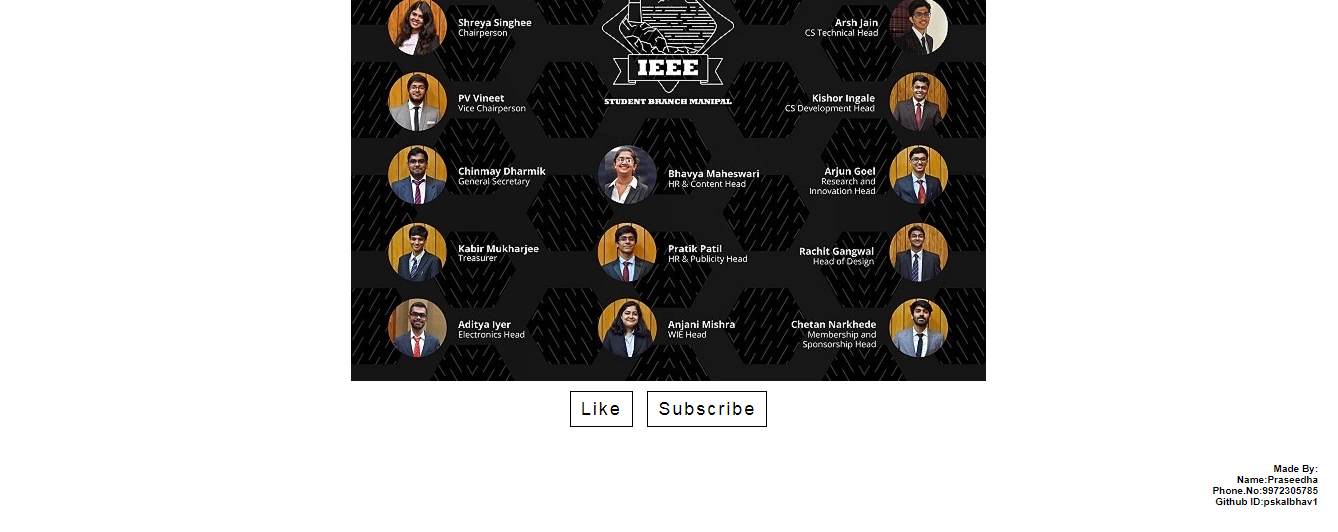 Shreya Singhee
Chairperson
PV Vineet
Vice Chairperson
Chinmay Dharmik
General Secretary
Kabir Mukharjee
Treasurer
Aditya Iyer
Electronics Head
IEEE
STUDENT BRANCH MANIPAL
Bhavya Maheswari
HR & Content Head
Pratik Patil
HR & Publicity Head
Anjani Mishra
WIE Head
Arsh Jain
CS Technical Head
Kishor Ingale
CS Development Head
Arjun Goel
Research and
Innovation Head
Rachit Gangwal
Head of Design
Chetan Narkhede
Membership and
Sponsorship Head
Like
Subscribe
Made By:
Name:Praseedha
Phone.No:9972305785
Github ID:pskalbhav1